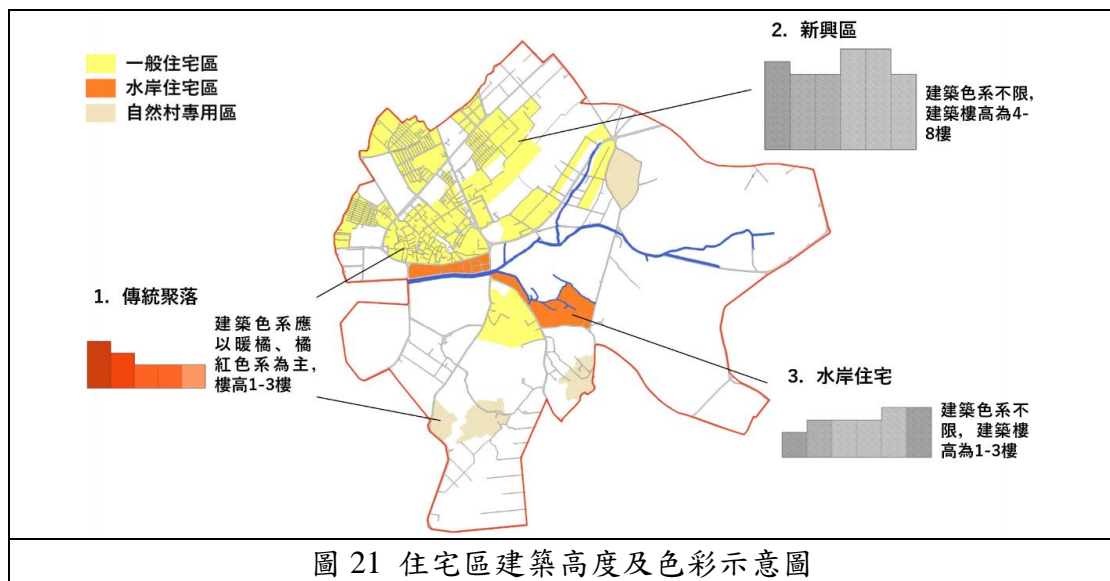 一般住宅區
水岸住宅區
自然村專用區
2. 新興區
建築色系不限,
建築樓高為4-
8樓
1. 傳統聚落
建築色系應
以暖橘、橘
紅色系為主,
樓高1-3樓
3. 水岸住宅
建築色系不
限,建築樓
高為1-3樓
圖 21 住宅區建築高度及色彩示意圖